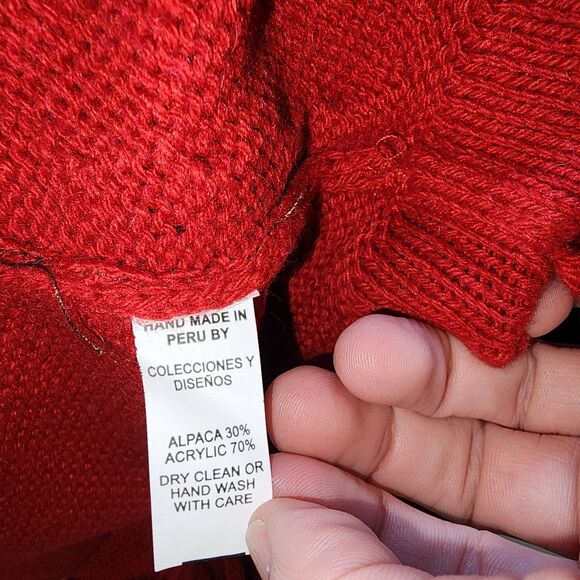 HAND MADE IN
PERU BY
COLECCIONES Y
DISEÑOS
ALPACA 30%
ACRYLIC 70%
DRY CLEAN OR
HAND WASH
WITH CARE